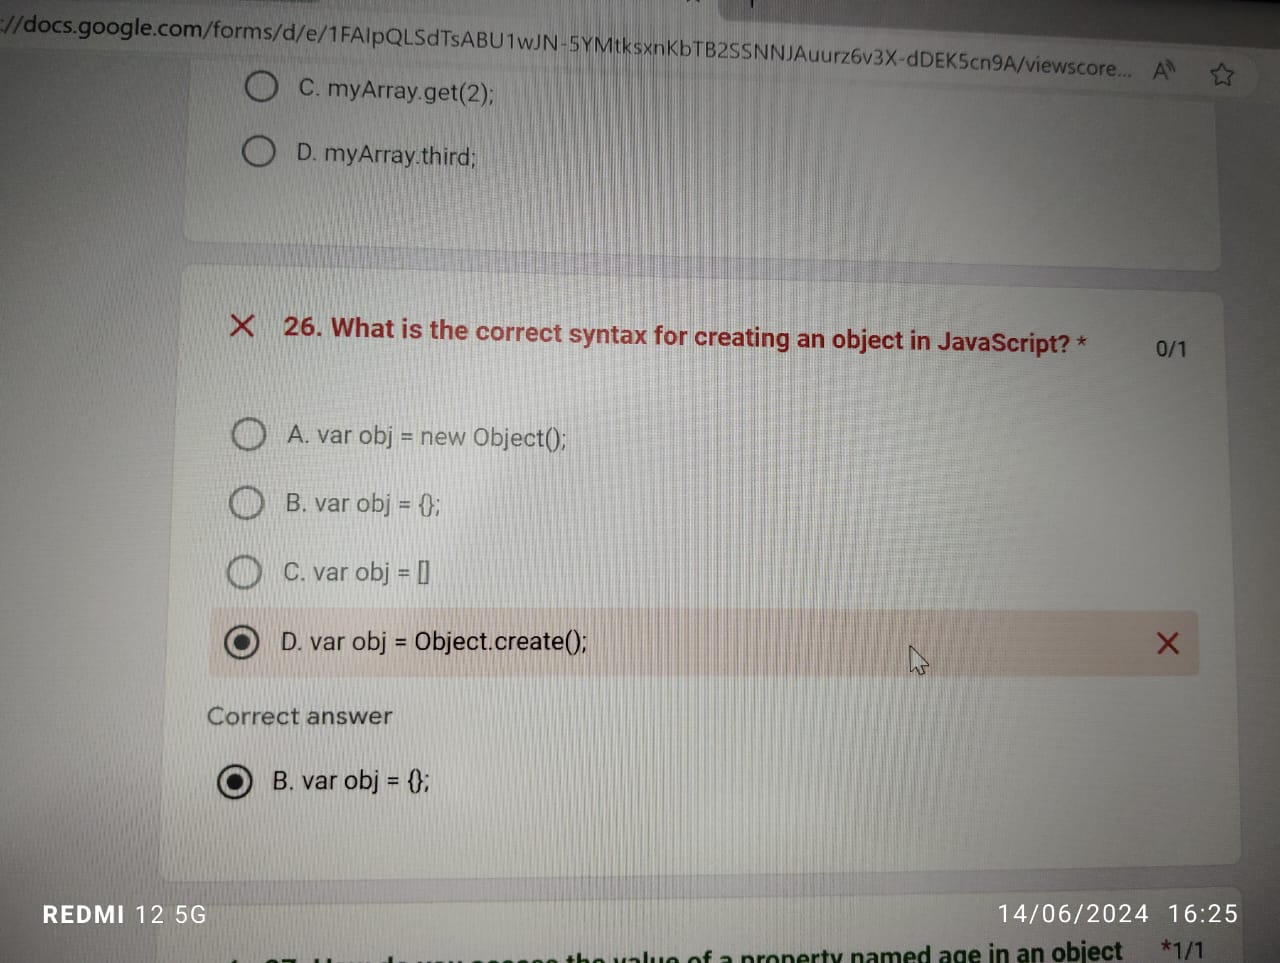 ://docs.google.com/forms/d/e/1FAIpQLSdTsABU1wJN-5YMtksxnKbTB2SSNNJAuurz6v3X-dDEK5cn9A/viewscore...
C. myArray.get(2);
D. myArray.third;
26. What is the correct syntax for creating an object in JavaScript? *
0/1
A. var obj = new Object();
B. var obj = {};
C. var obj = []
D. var obj = Object.create();
Correct answer
B. var obj = {};
REDMI 12 5G
14/06/2024 16:25
the value of a property named age in an object
*1/1